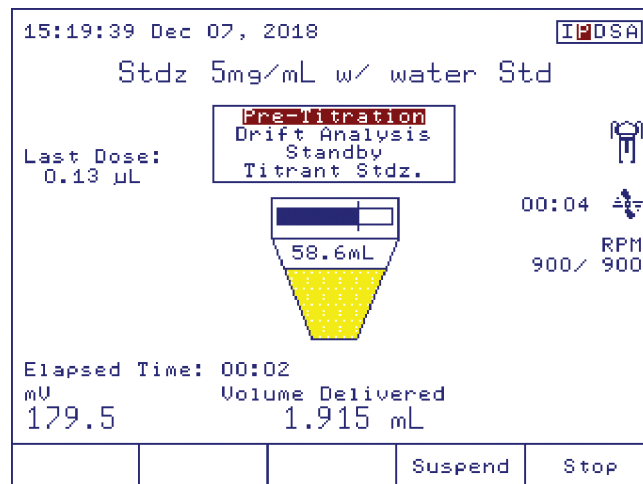 15:19:39 Dec 07, 2018 IPDSA
Stdz 5mg/mL w/ water Std
Pre-Titration
Drift Analysis
Standby
Titrant Stdz.
Last Dose:
0.13 µL
00:04
58.6mL
RPM
900/ 900
Elapsed Time: 00:02
mV Volume Delivered
179.5 1.915 mL
Suspend Stop